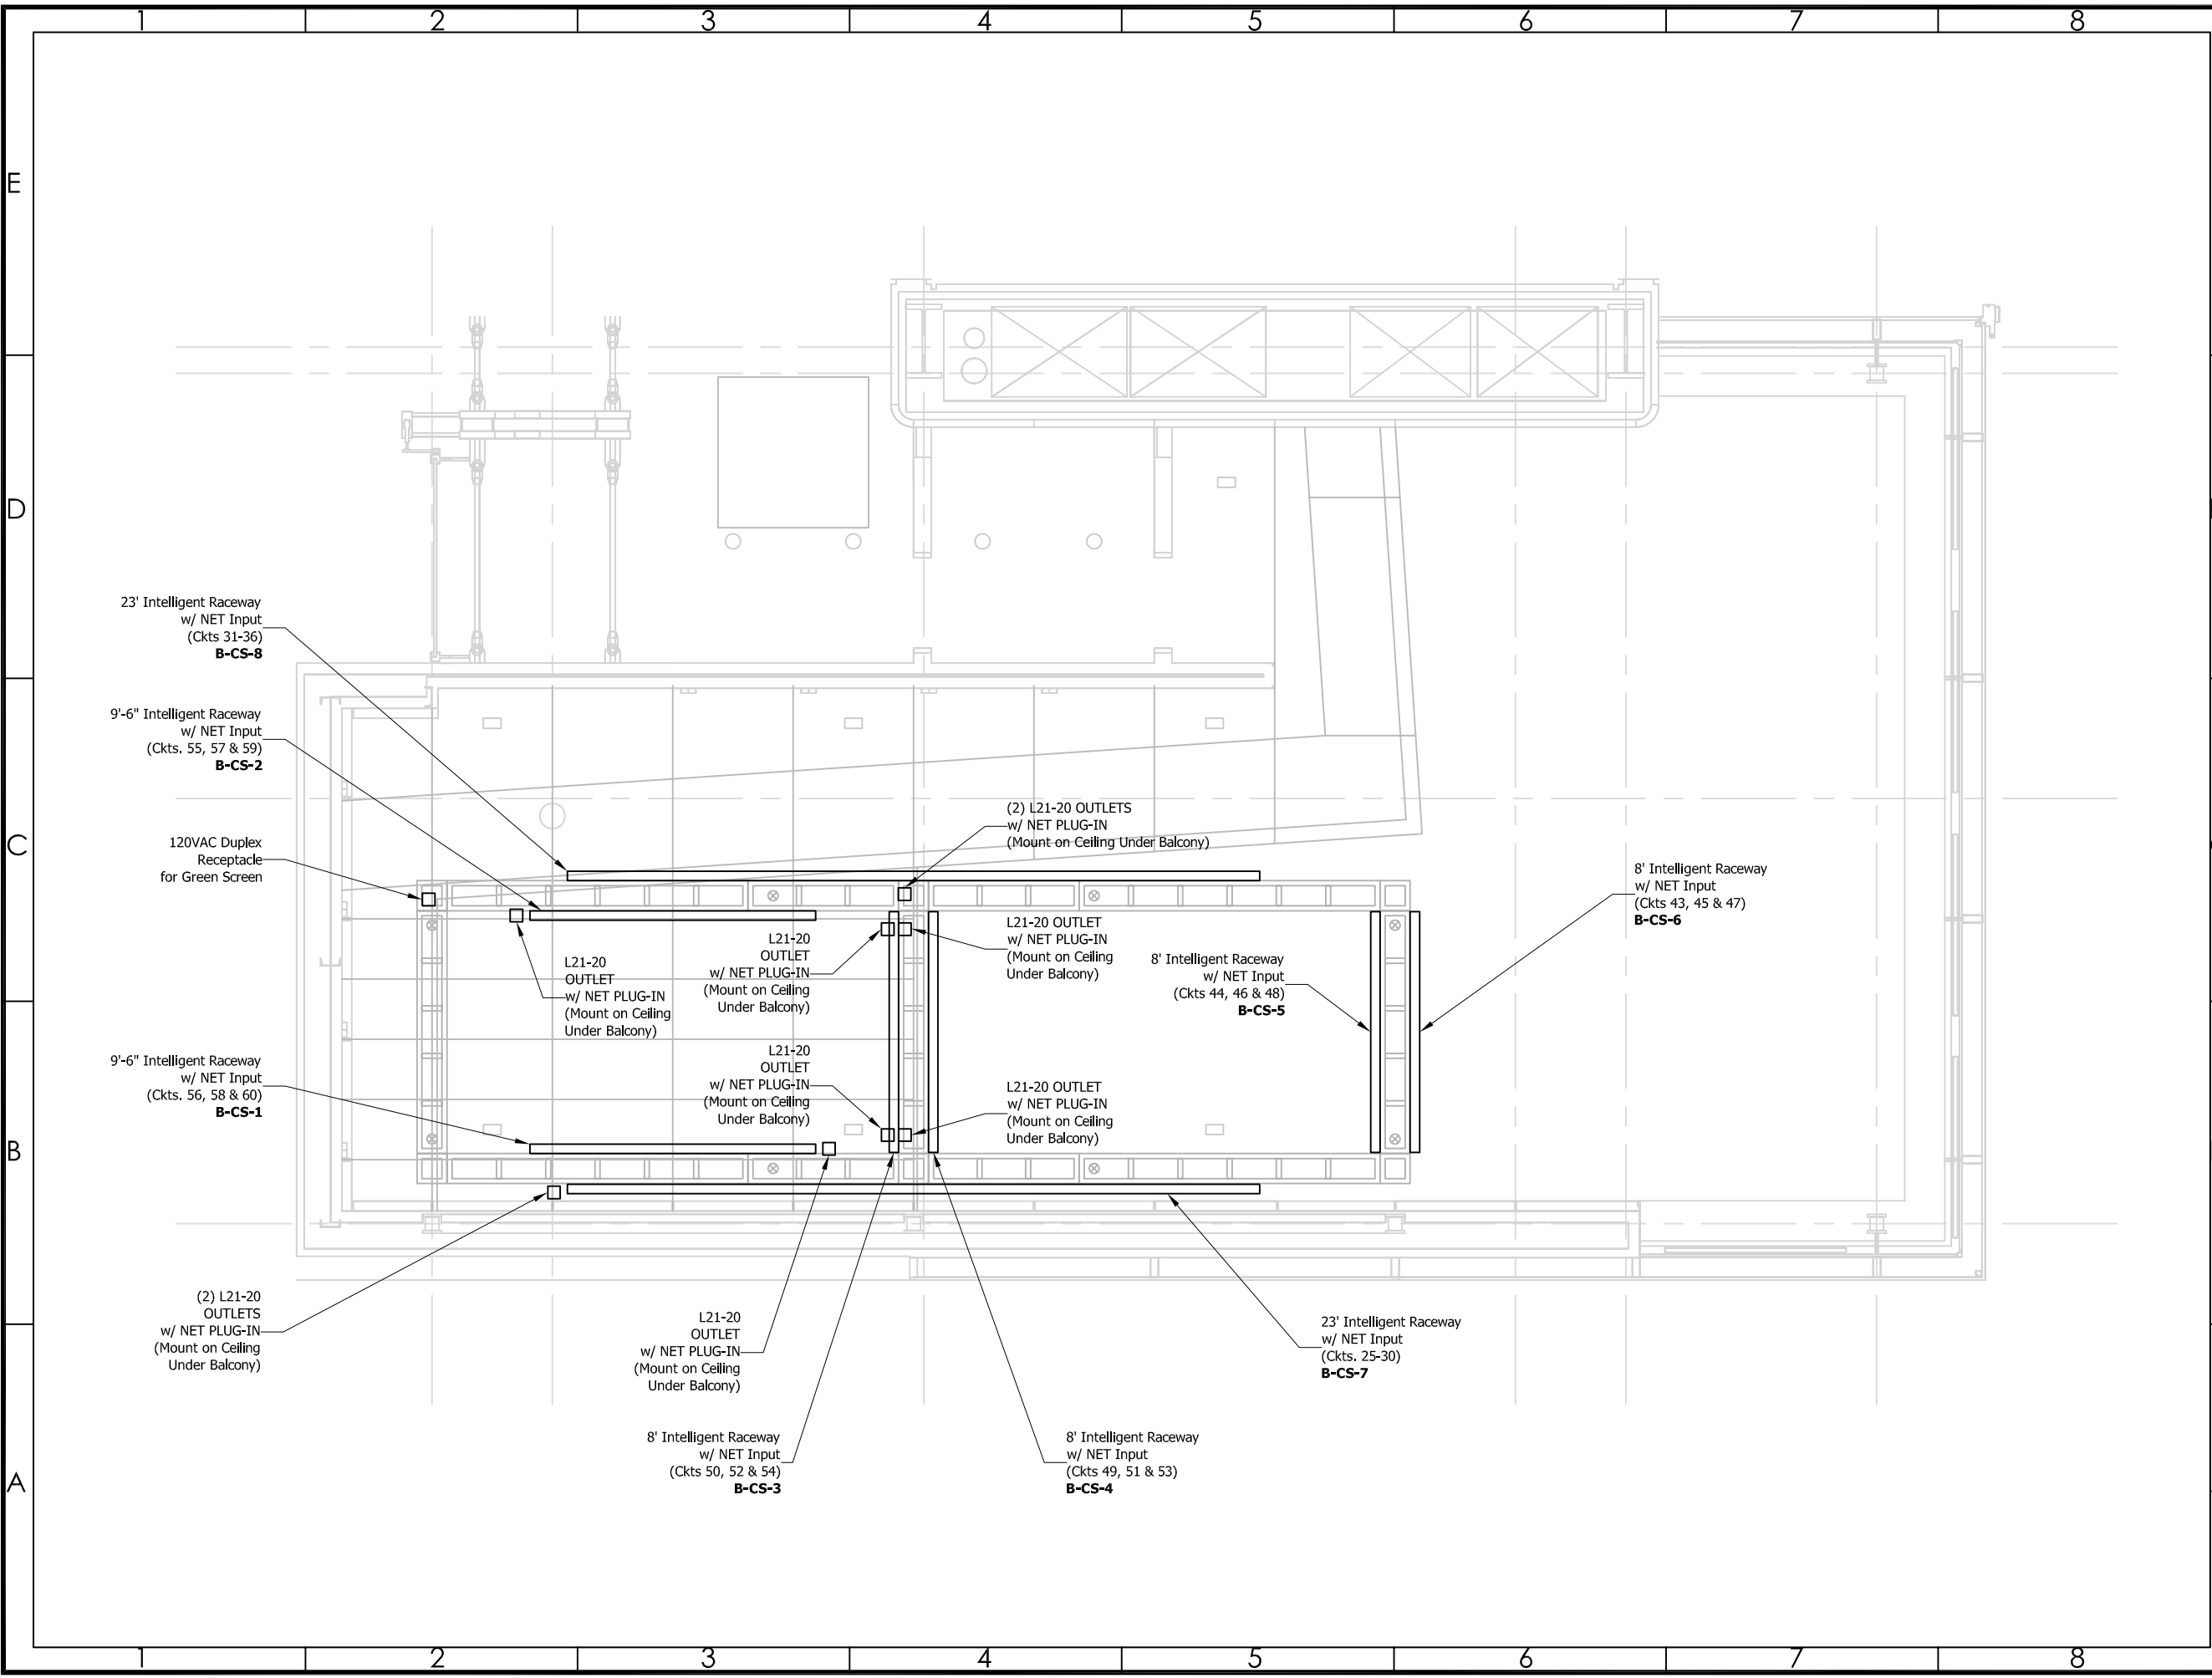 1 2 3 4 5 6 7 8
E
D
C
B
A
23' Intelligent Raceway
w/ NET Input
(Ckts 31-36)
B-CS-8
9'-6" Intelligent Raceway
w/ NET Input
(Ckts. 55, 57 & 59)
B-CS-2
120VAC Duplex
Receptacle
for Green Screen
(2) L21-20 OUTLETS
w/ NET PLUG-IN
(Mount on Ceiling Under Balcony)
8' Intelligent Raceway
w/ NET Input
(Ckts 43, 45 & 47)
B-CS-6
L21-20
OUTLET
w/ NET PLUG-IN
(Mount on Ceiling
Under Balcony)
L21-20
OUTLET
w/ NET PLUG-IN
(Mount on Ceiling
Under Balcony)
L21-20 OUTLET
w/ NET PLUG-IN
(Mount on Ceiling
Under Balcony)
8' Intelligent Raceway
w/ NET Input
(Ckts 44, 46 & 48)
B-CS-5
9'-6" Intelligent Raceway
w/ NET Input
(Ckts. 56, 58 & 60)
B-CS-1
L21-20
OUTLET
w/ NET PLUG-IN
(Mount on Ceiling
Under Balcony)
L21-20 OUTLET
w/ NET PLUG-IN
(Mount on Ceiling
Under Balcony)
(2) L21-20
OUTLETS
w/ NET PLUG-IN
(Mount on Ceiling
Under Balcony)
L21-20
OUTLET
w/ NET PLUG-IN
(Mount on Ceiling
Under Balcony)
23' Intelligent Raceway
w/ NET Input
(Ckts. 25-30)
B-CS-7
8' Intelligent Raceway
w/ NET Input
(Ckts 50, 52 & 54)
B-CS-3
8' Intelligent Raceway
w/ NET Input
(Ckts 49, 51 & 53)
B-CS-4
1 2 3 4 5 6 7 8